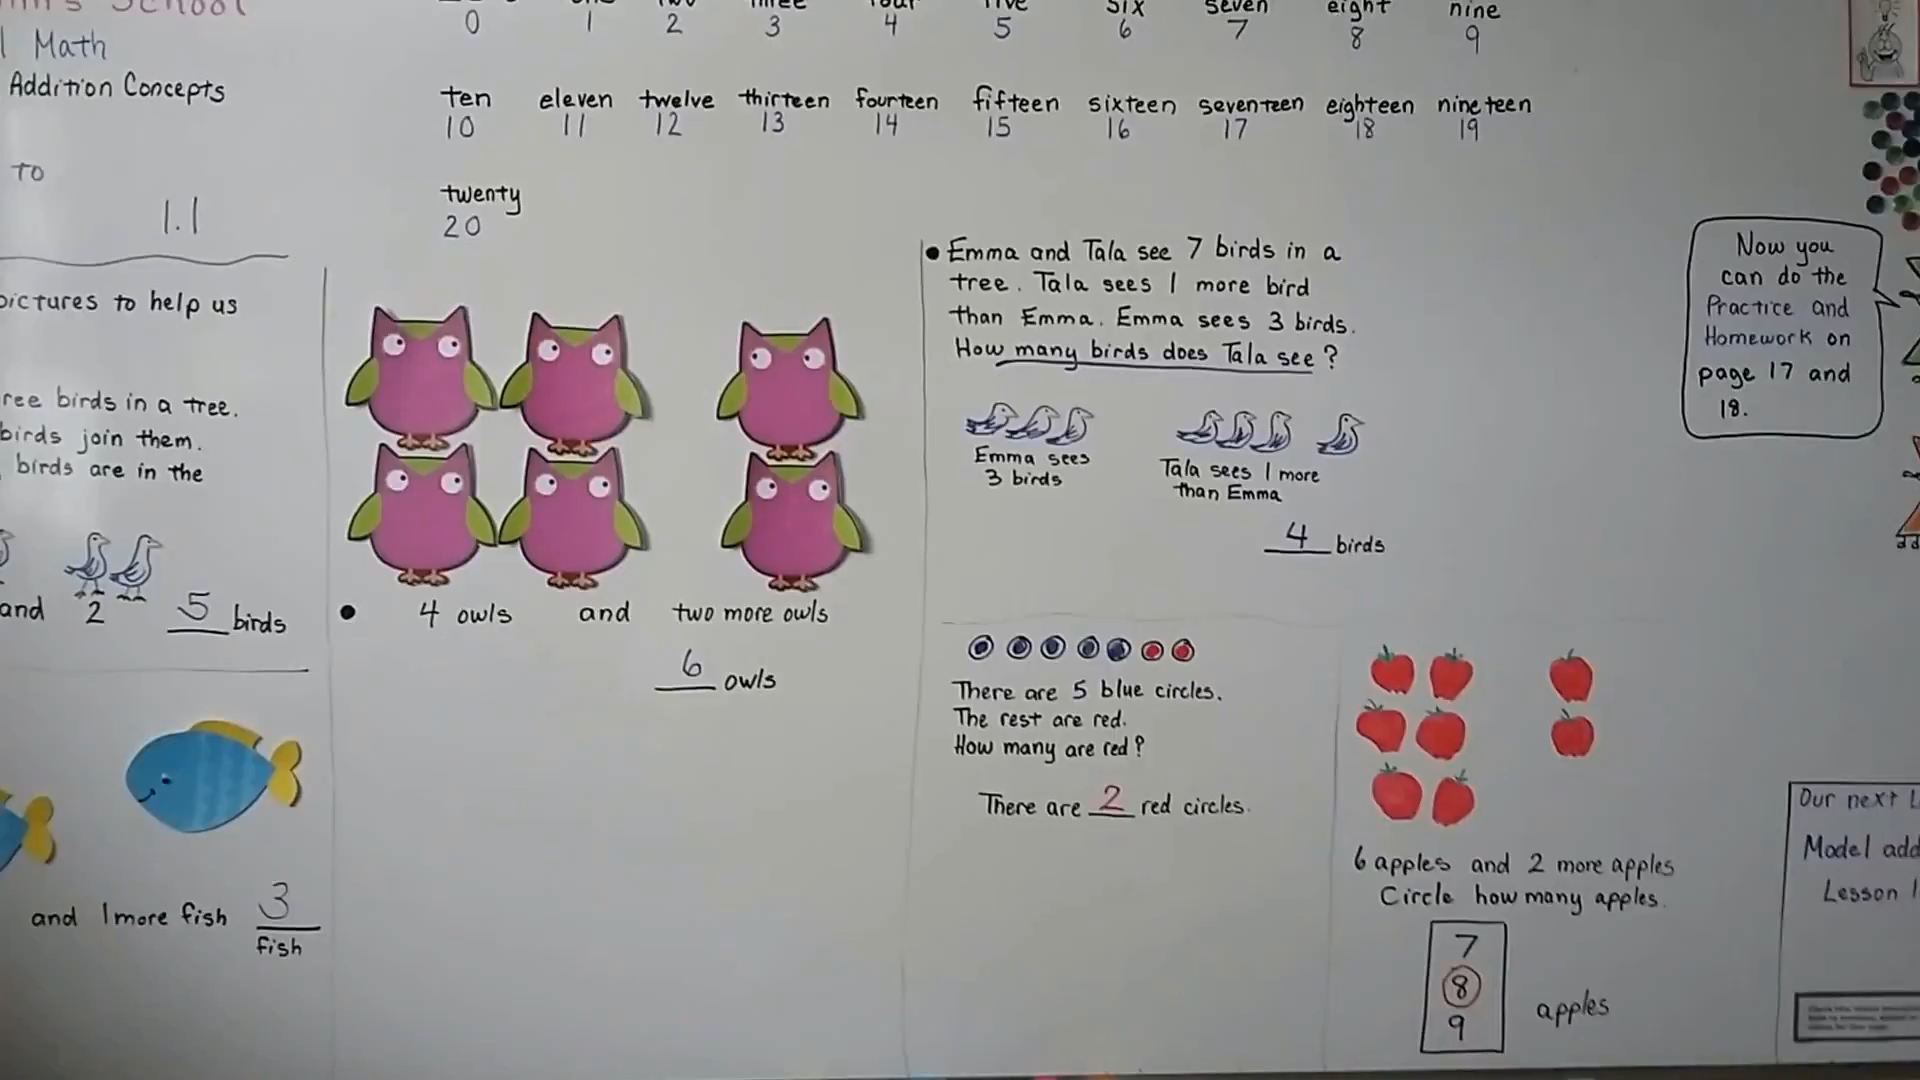 School
Math
Addition Concepts
to
1.1
three four five six seven eight nine
0 1 2 3 4 5 6 7 8 9
ten eleven twelve thirteen fourteen fifteen sixteen seventeen eighteen nineteen
10 11 12 13 14 15 16 17 18 19
twenty
20
pictures to help us
birds in a tree.
birds join them.
birds are in the
and 2 5 birds
and 1 more fish 3
fish
4 owls and two more owls
6 owls
Emma and Tala see 7 birds in a
tree. Tala sees 1 more bird
than Emma. Emma sees 3 birds.
How many birds does Tala see?
Emma sees
3 birds
Tala sees 1 more
than Emma
4 birds
There are 5 blue circles.
The rest are red.
How many are red?
There are 2 red circles.
6 apples and 2 more apples
Circle how many apples.
7
8
9
apples
Now you
can do the
Practice and
Homework on
page 17 and
18.
Our next
Model add
Lesson 1